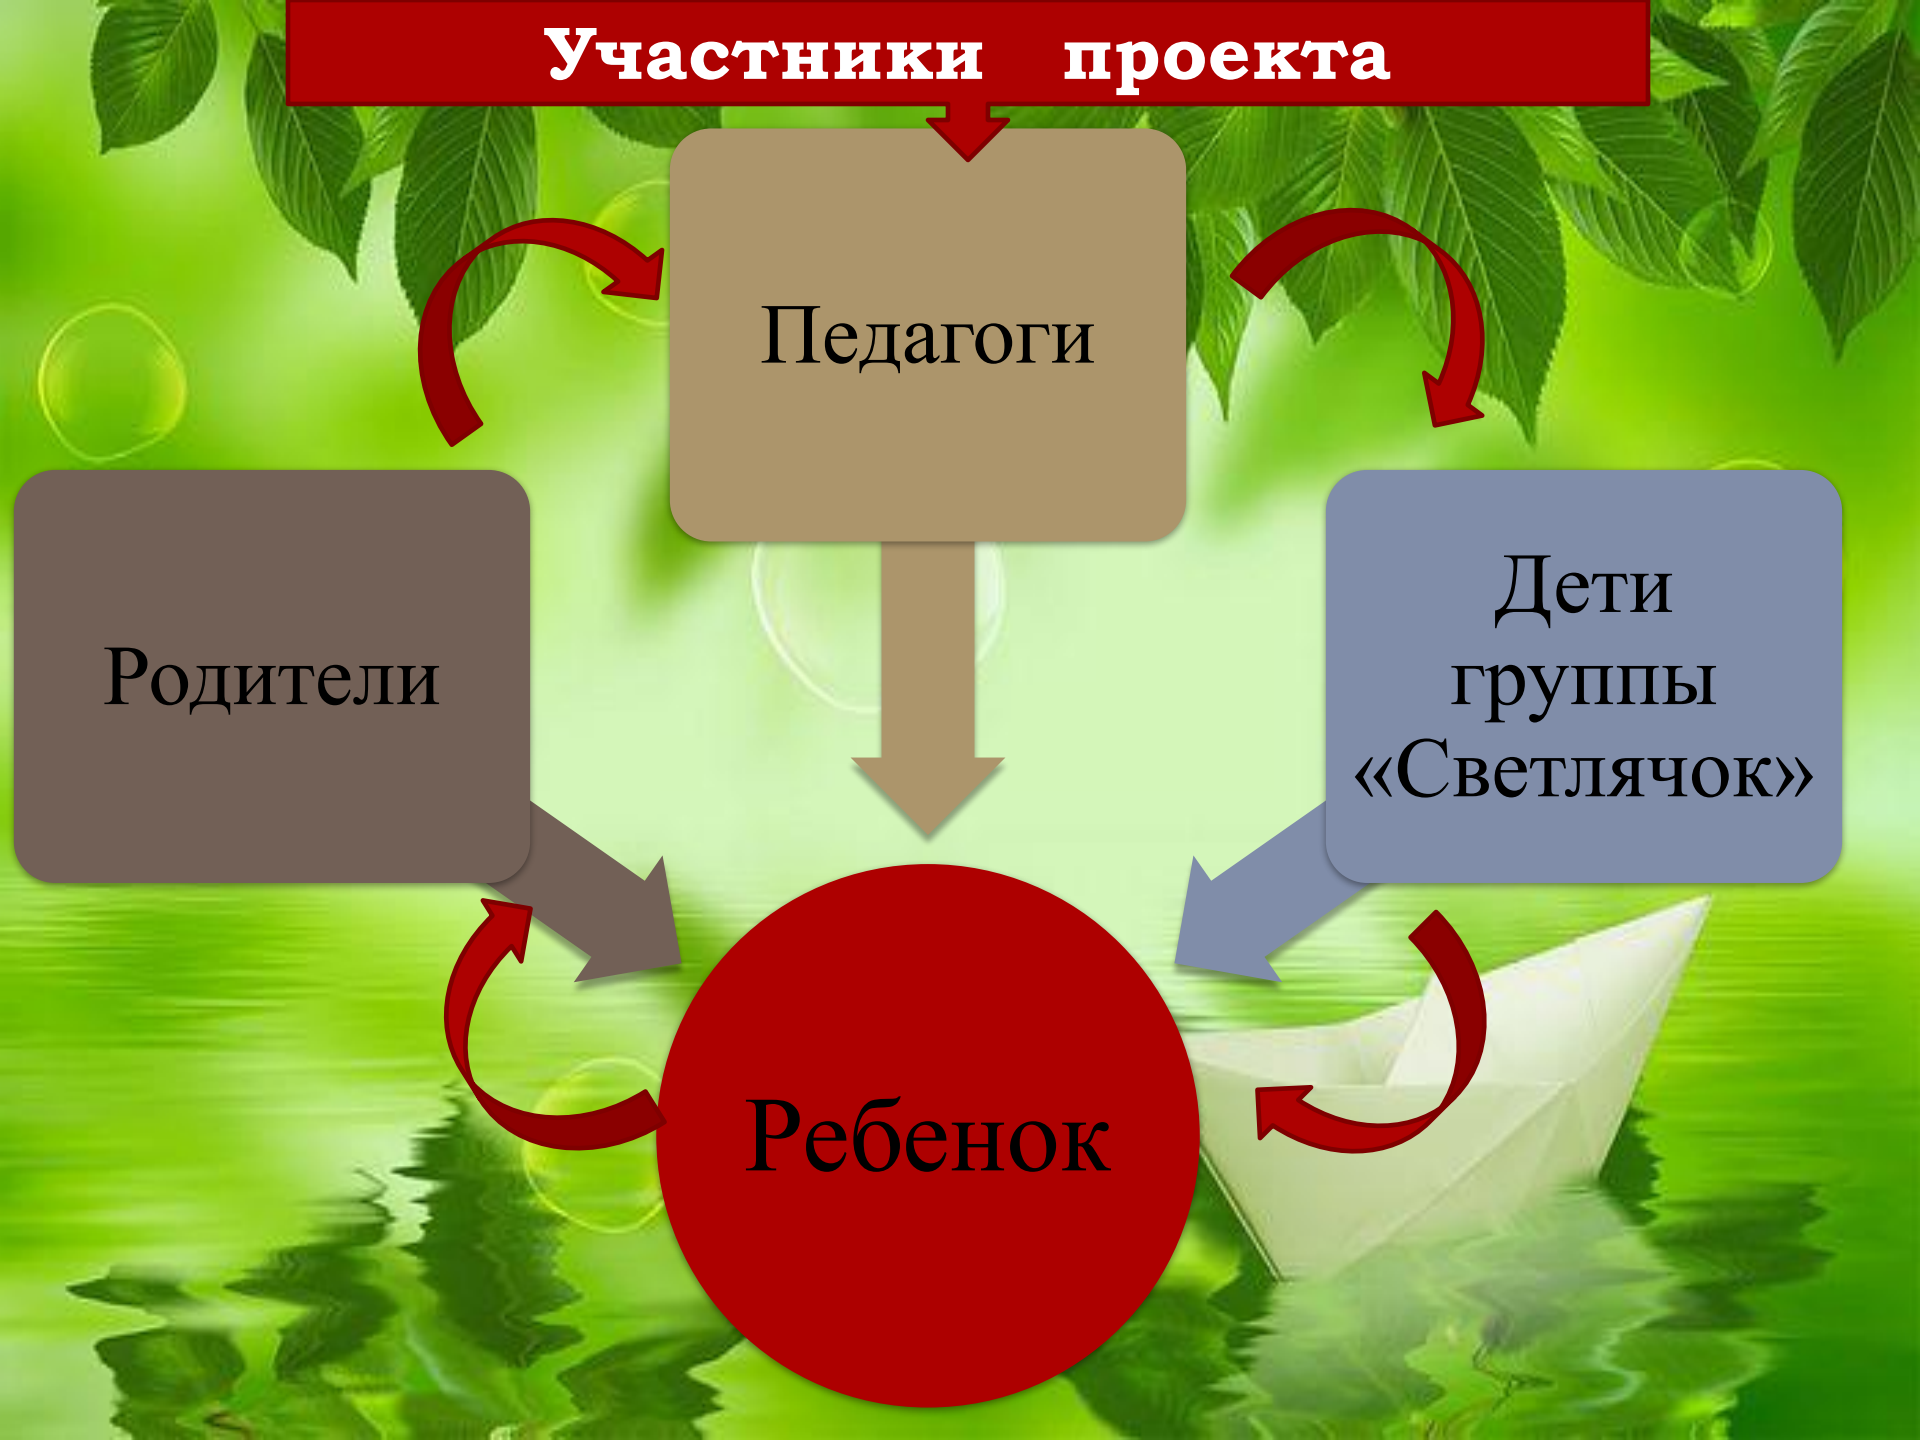 Участники проекта
Педагоги
Родители
Дети
группы
«Светлячок»
Ребенок